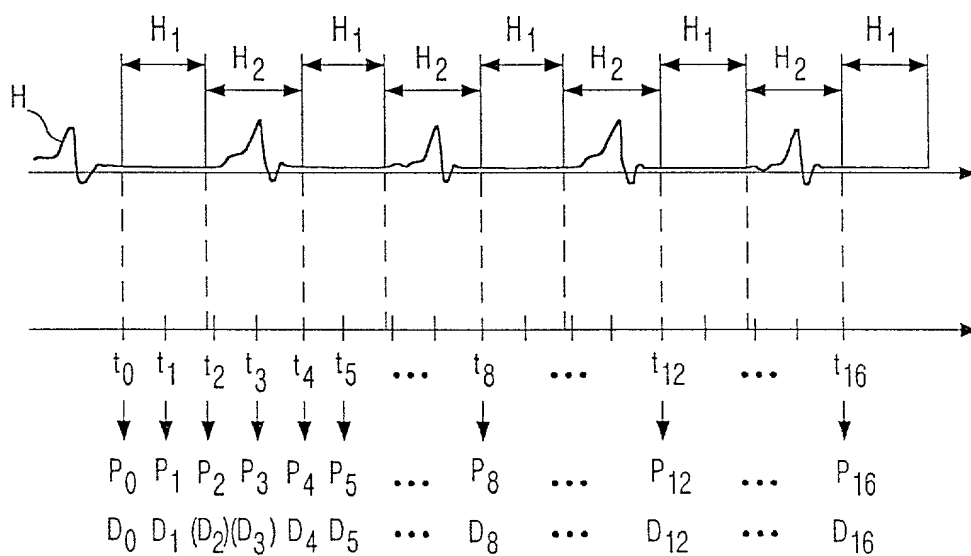 H₁ H₁ H₁ H₁ H₁
H₂ H₂ H₂ H₂
H
t₀ t₁ t₂ t₃ t₄ t₅ ••• t₈ ••• t₁₂ ••• t₁₆
P₀ P₁ P₂ P₃ P₄ P₅ ••• P₈ ••• P₁₂ ••• P₁₆
D₀ D₁ (D₂)(D₃) D₄ D₅ ••• D₈ ••• D₁₂ ••• D₁₆